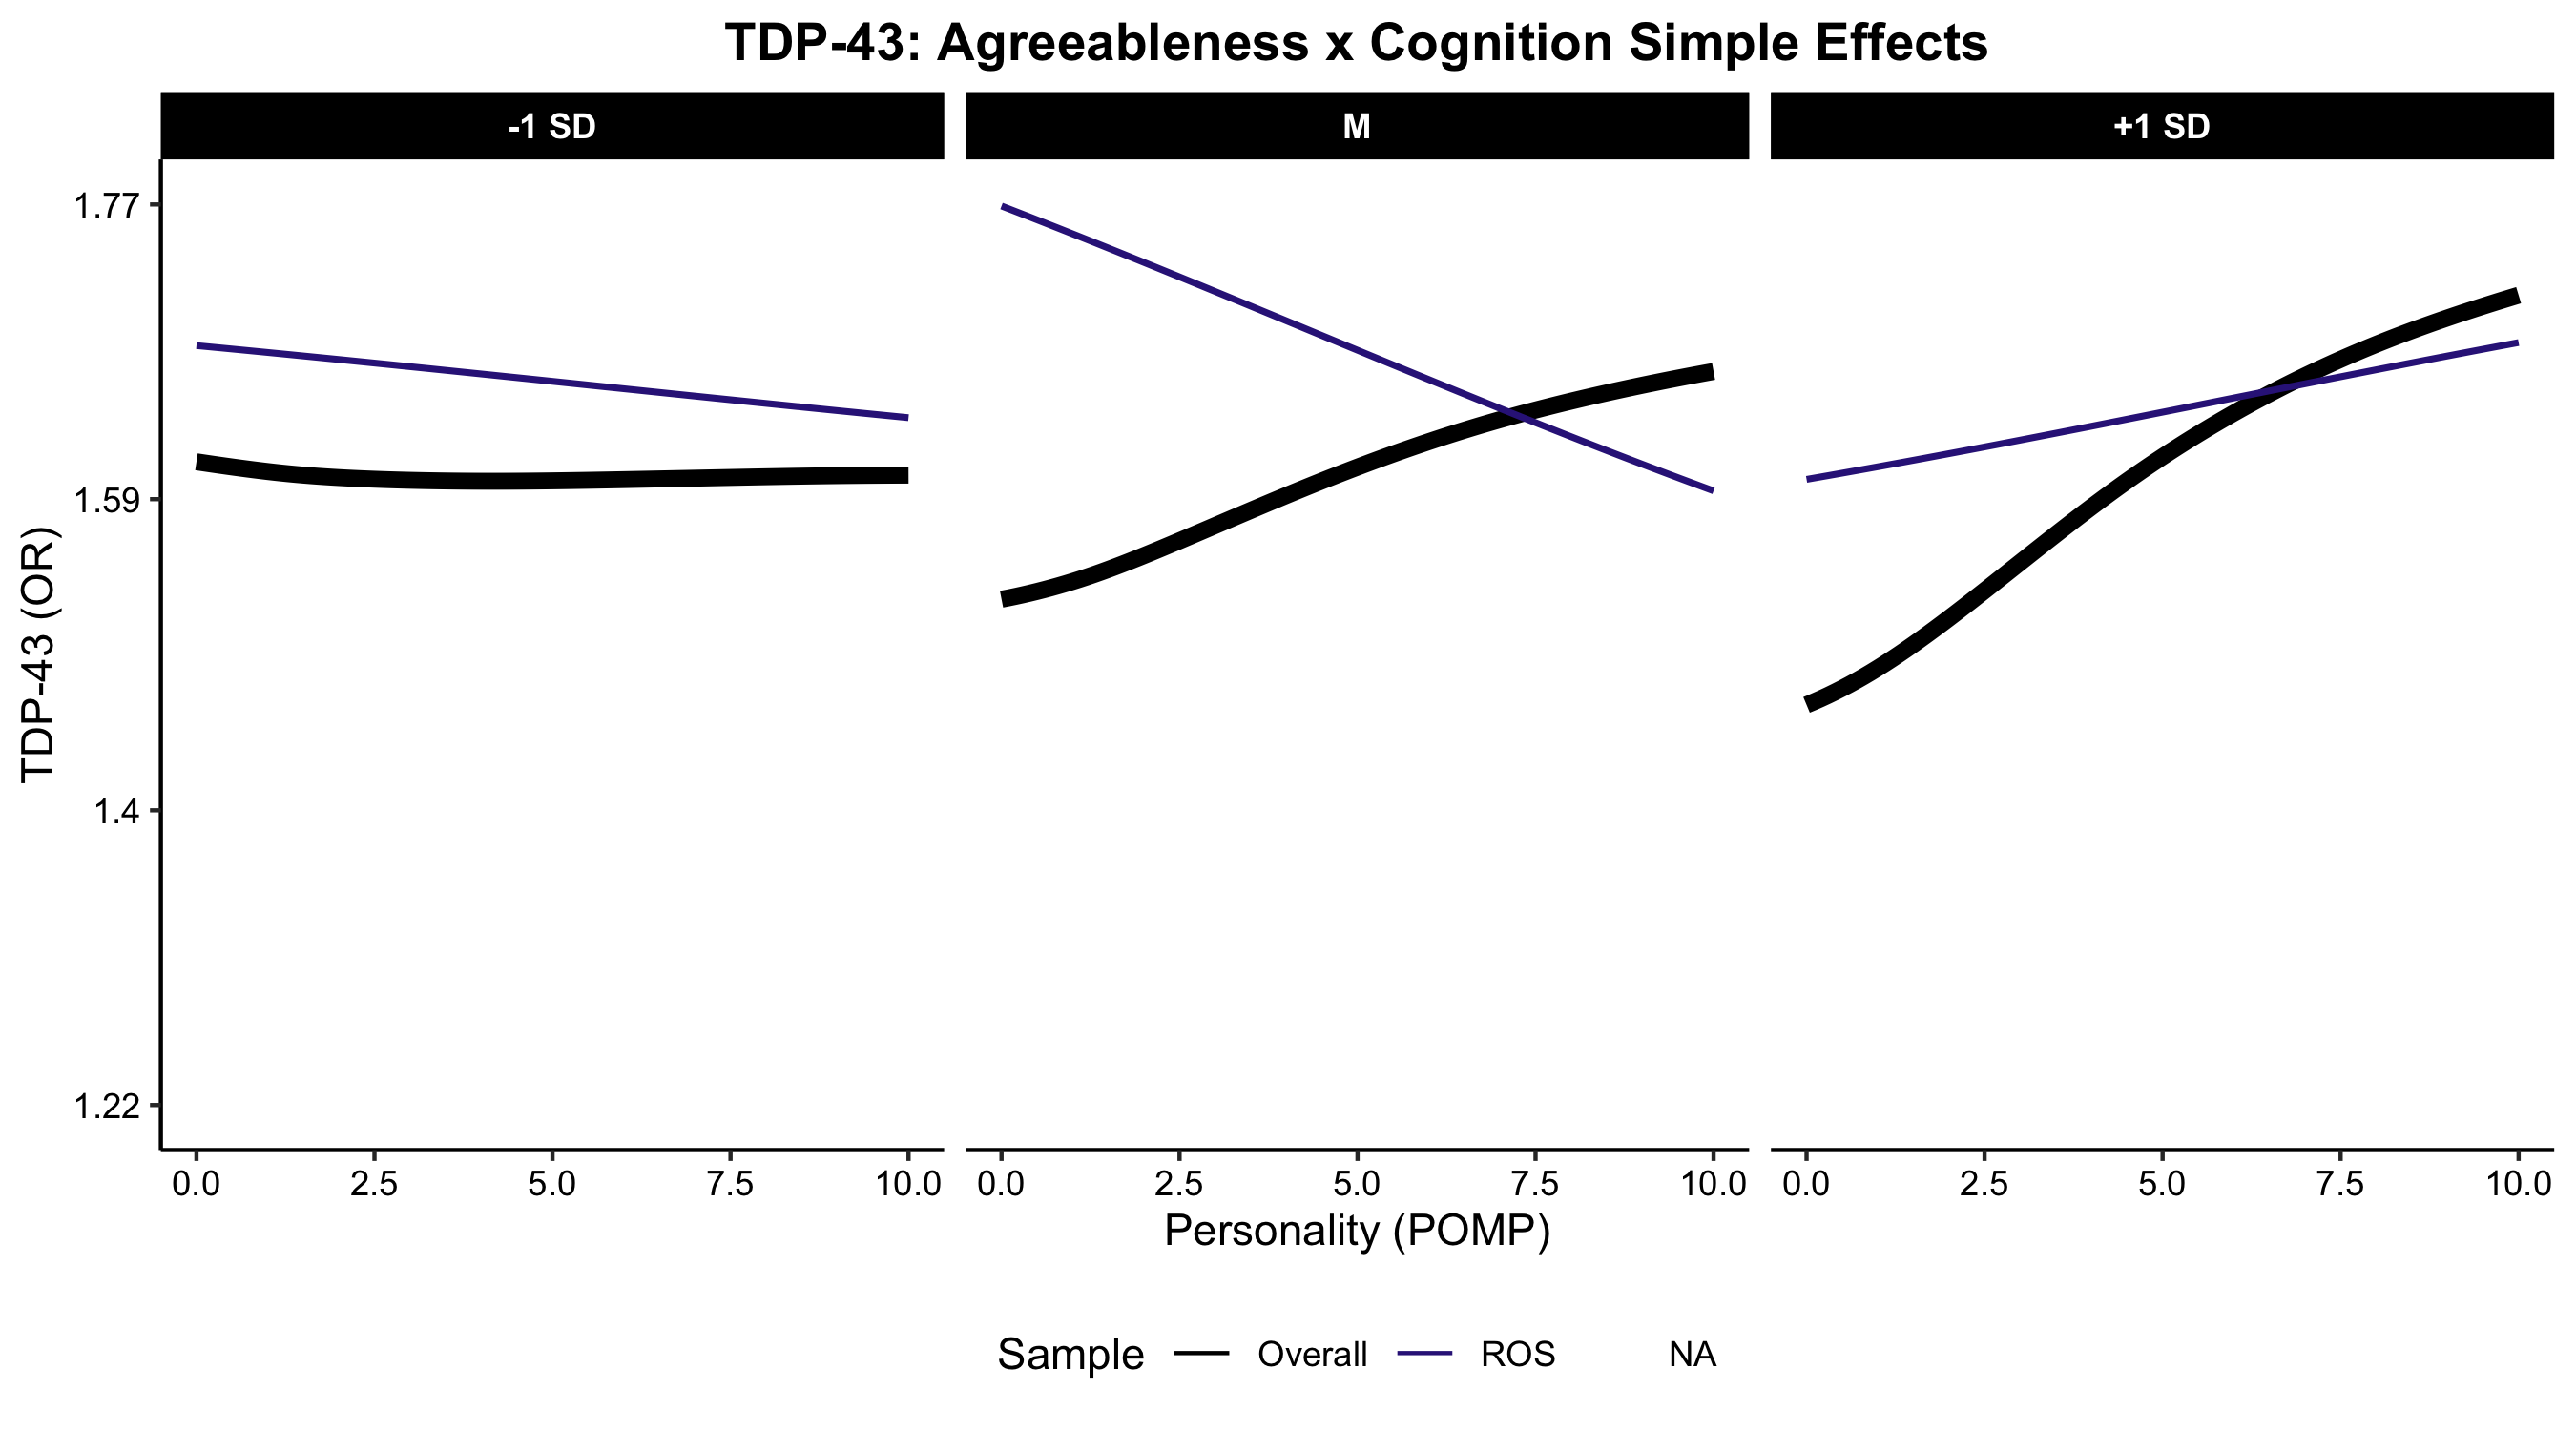 TDP-43: Agreeableness x Cognition Simple Effects
-1 SD M +1 SD
1.77
1.59
1.4
1.22
TDP-43 (OR)
0.0 2.5 5.0 7.5 10.0 0.0 2.5 5.0 7.5 10.0 0.0 2.5 5.0 7.5 10.0
Personality (POMP)
Sample Overall ROS NA